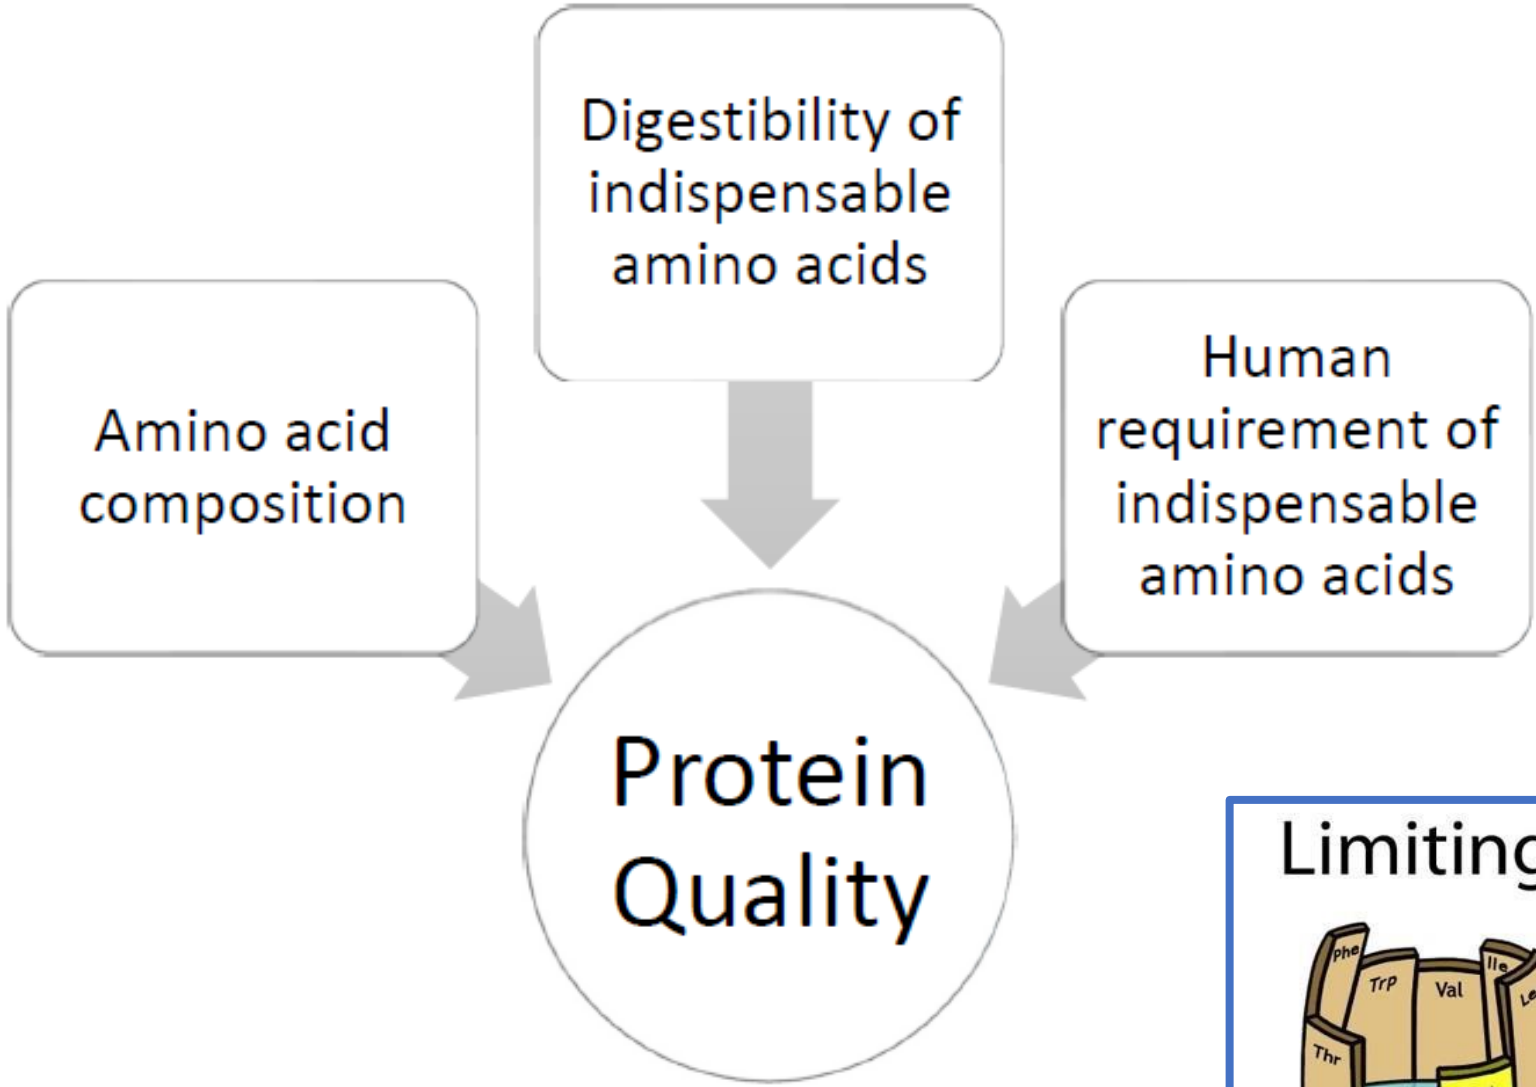 Digestibility of
indispensable
amino acids
Amino acid
composition
Human
requirement of
indispensable
amino acids
Protein
Quality
Limiting
Phe
Trp
Val
Ile
Thr